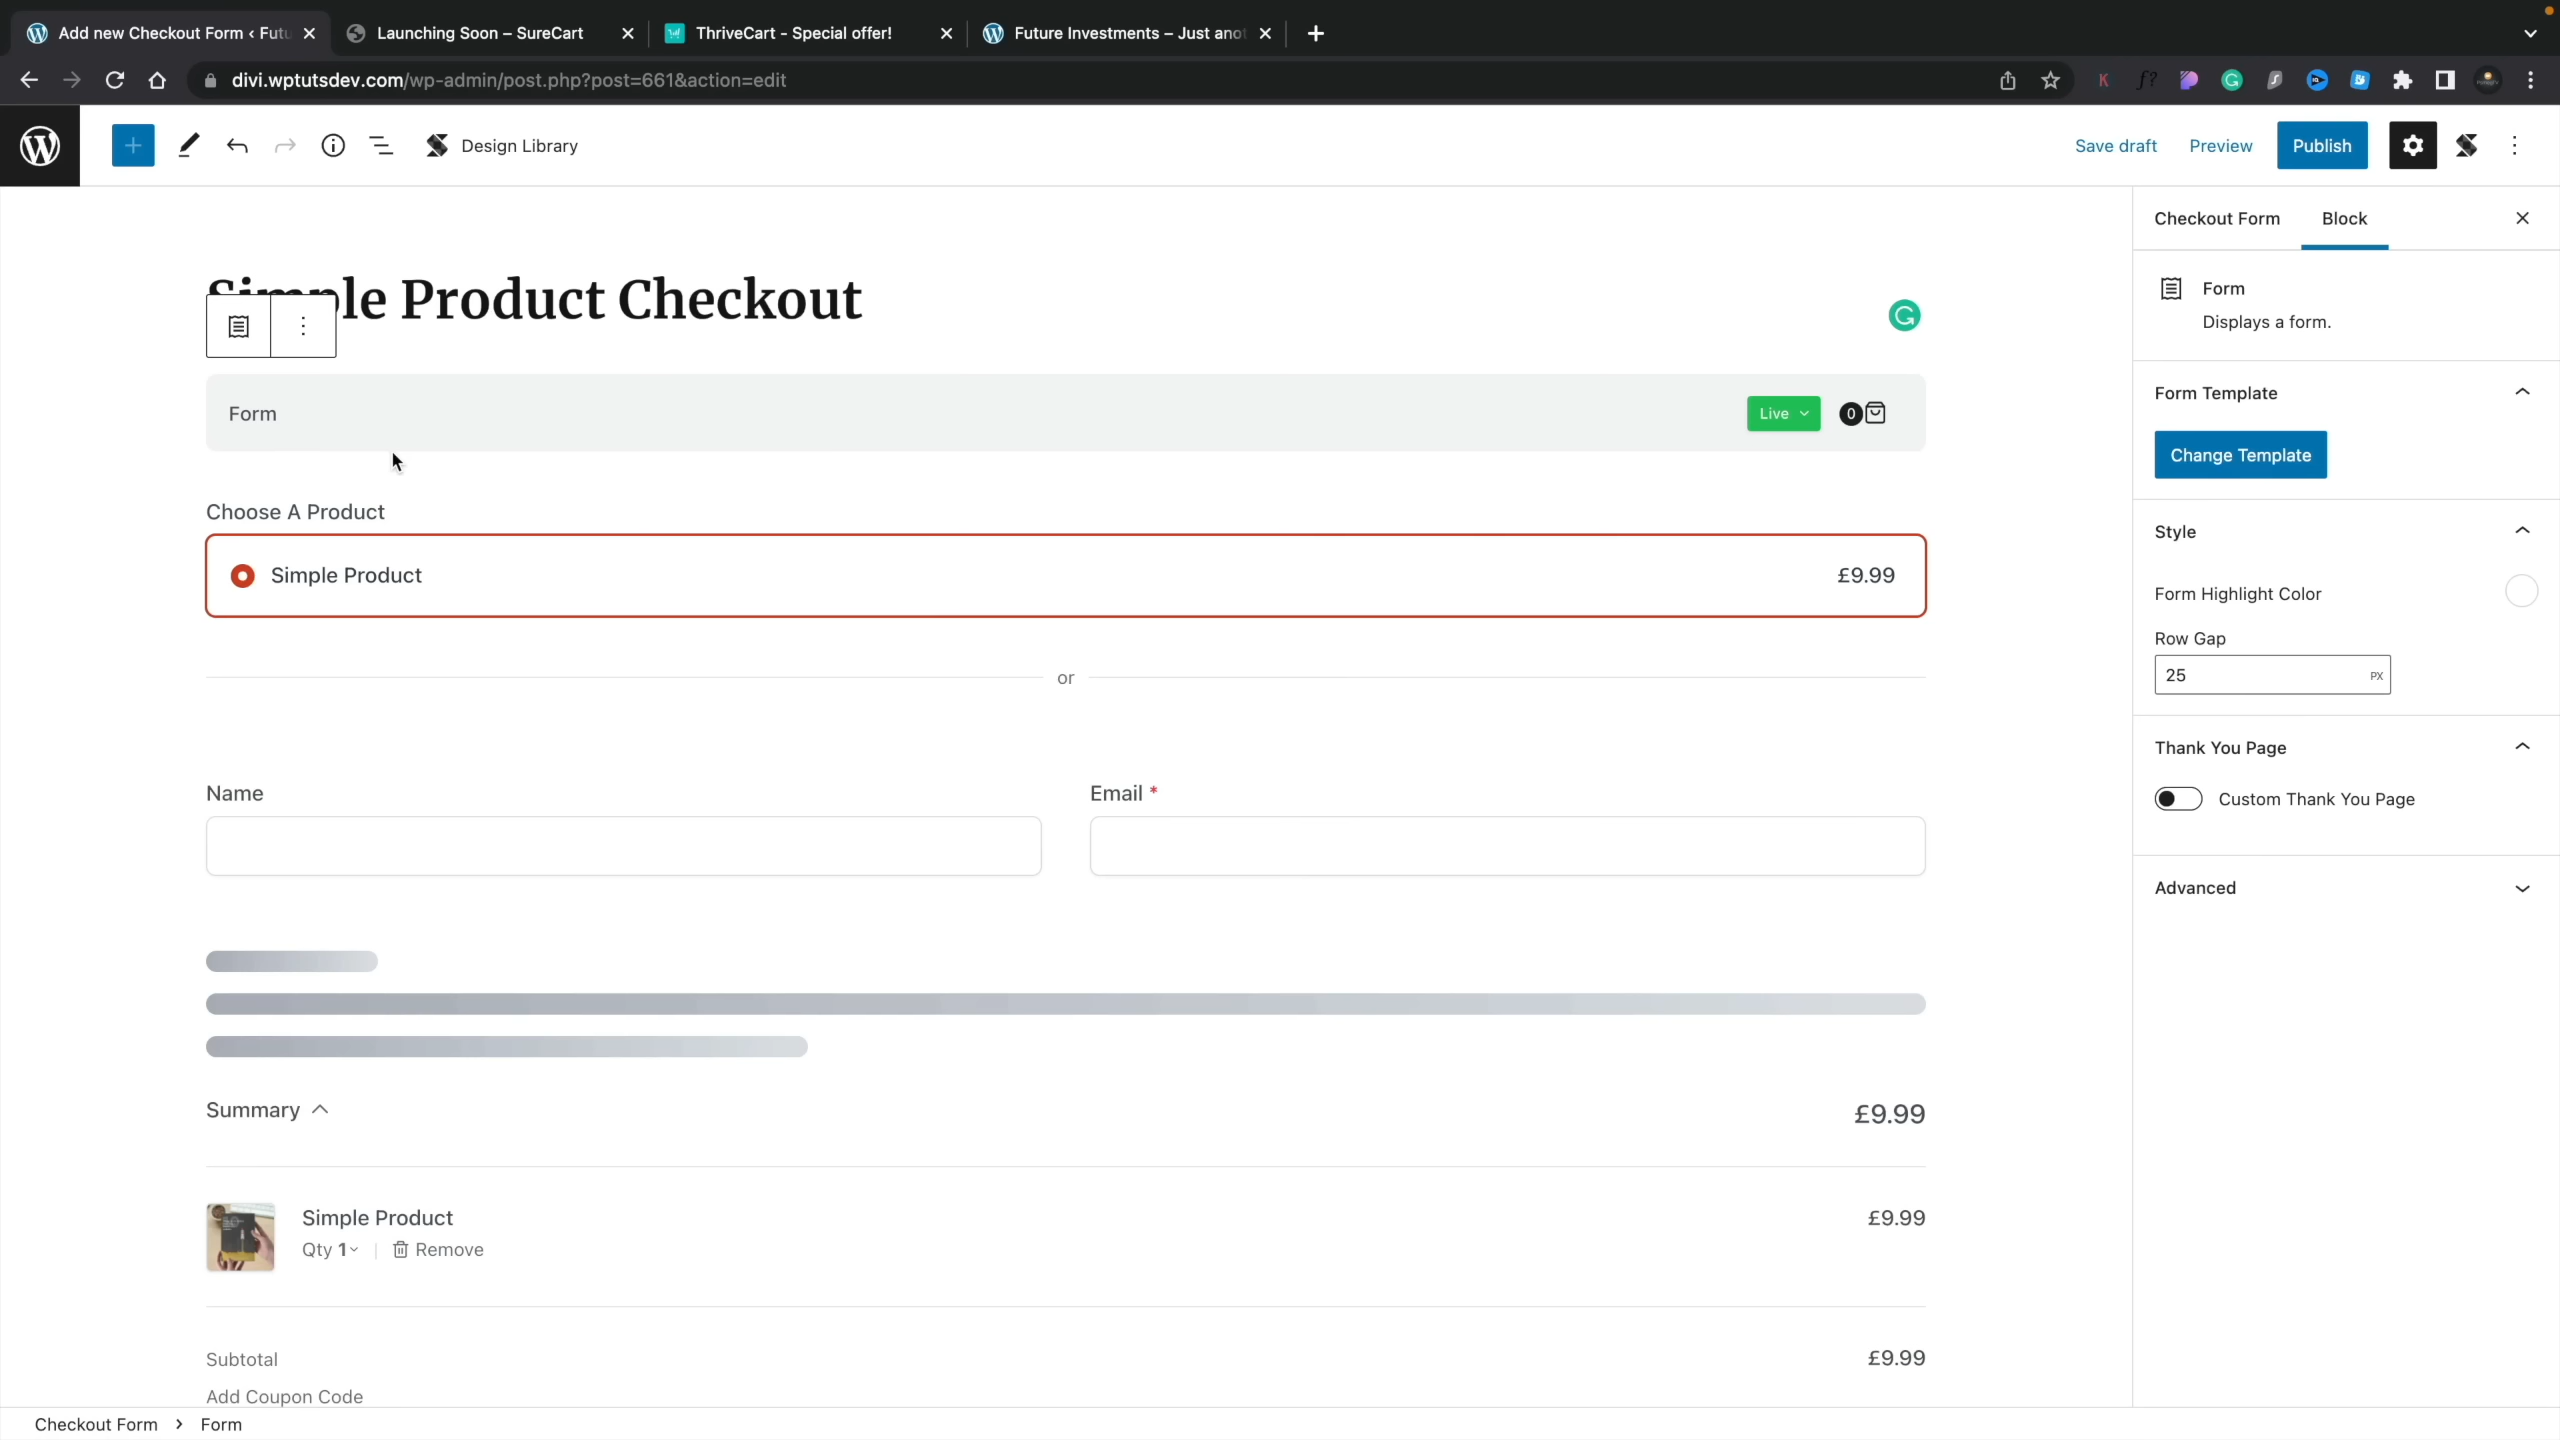 Add new Checkout Form ‹ Futu
Launching Soon – SureCart
ThriveCart - Special offer!
Future Investments – Just anot
divi.wptutsdev.com/wp-admin/post.php?post=661&action=edit
Design Library
Save draft
Preview
Publish
Simple Product Checkout
Form
Live
0
Choose A Product
Simple Product
£9.99
or
Name
Email *
Summary
£9.99
Simple Product
£9.99
Qty 1
Remove
Subtotal
£9.99
Add Coupon Code
Checkout Form
Block
Form
Displays a form.
Form Template
Change Template
Style
Form Highlight Color
Row Gap
25
PX
Thank You Page
Custom Thank You Page
Advanced
Checkout Form > Form